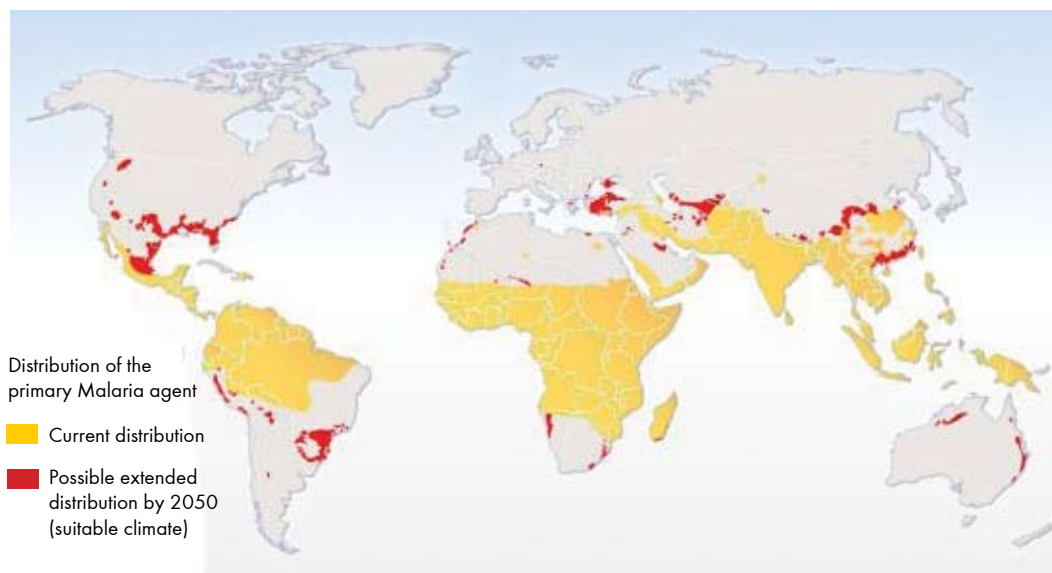 Distribution of the
primary Malaria agent
Current distribution
Possible extended
distribution by 2050
(suitable climate)